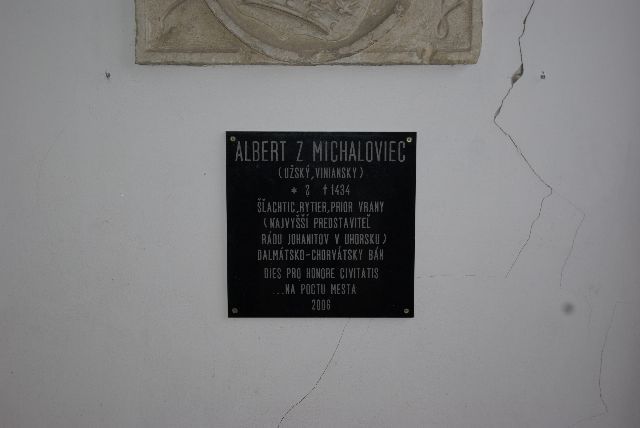 ALBERT Z MICHALOVIEC
(UŽSKÝ, VINIANSKY)
* ? † 1434
ŠĽACHTIC, RYTIER, PRIOR VRANY
(NAJVYŠŠÍ PREDSTAVITEĽ
RÁDU JOHANITOV V UHORSKU)
DALMÁTSKO-CHORVÁTSKY BÁN
DIES PRO HONORE CIVITATIS
...NA POCTU MESTA
2006